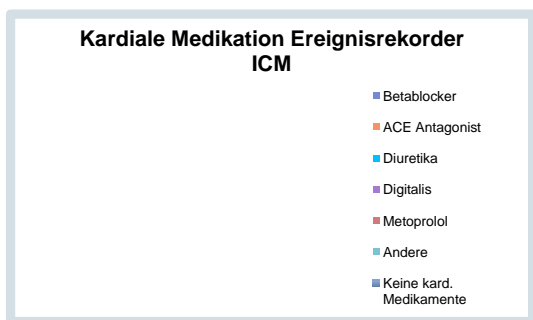 Kardiale Medikation Ereignisrekorder
ICM
Betablocker
ACE Antagonist
Diuretika
Digitalis
Metoprolol
Andere
Keine kard.
Medikamente